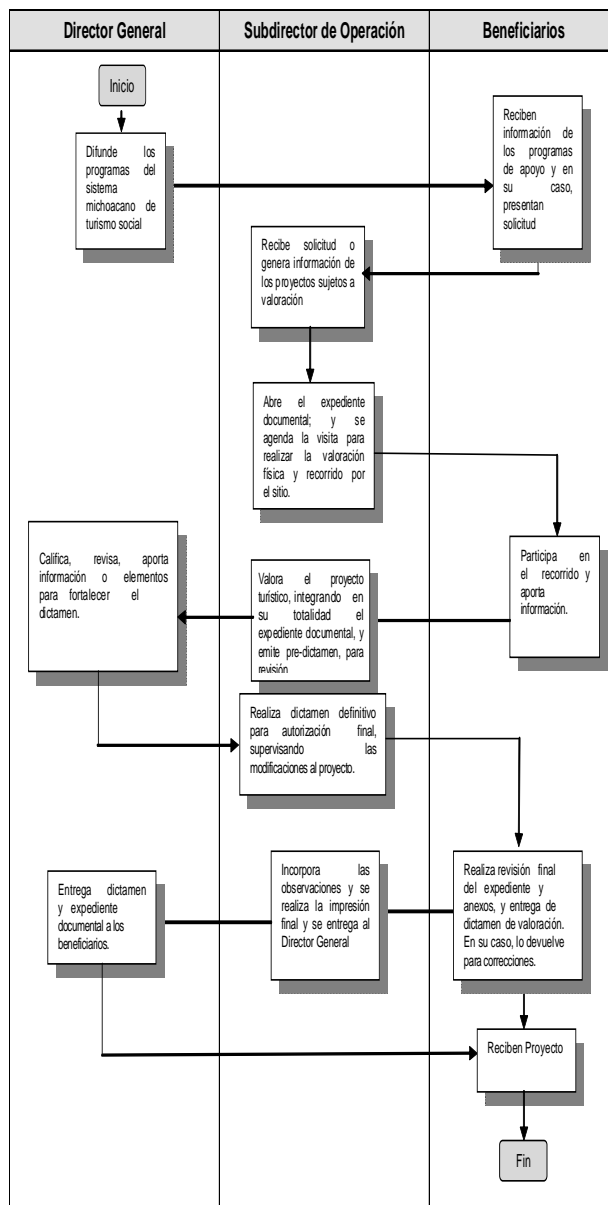 Director General
Subdirector de Operación
Beneficiarios
Inicio
Difunde los
programas del
sistema
michoacano de
turismo social
Reciben
información de
los programas
de apoyo y en
su caso,
presentan
solicitud
Recibe solicitud o
genera información de
los proyectos sujetos a
valoración
Abre el expediente
documental; y se
agenda la visita para
realizar la valoración
física y recorrido por
el sitio.
Participa en
el recorrido y
aporta
información.
Valora el proyecto
turístico, integrando en
su totalidad el
expediente documental, y
emite pre-dictamen, para
revisión
Califica, revisa, aporta
información o elementos
para fortalecer el
dictamen.
Realiza dictamen definitivo
para autorización final,
supervisando las
modificaciones al proyecto.
Realiza revisión final
del expediente y
anexos, y entrega de
dictamen de valoración.
En su caso, lo devuelve
para correcciones.
Incorpora las
observaciones y se
realiza la impresión
final y se entrega al
Director General
Entrega dictamen
y expediente
documental a los
beneficiarios.
Reciben Proyecto
Fin